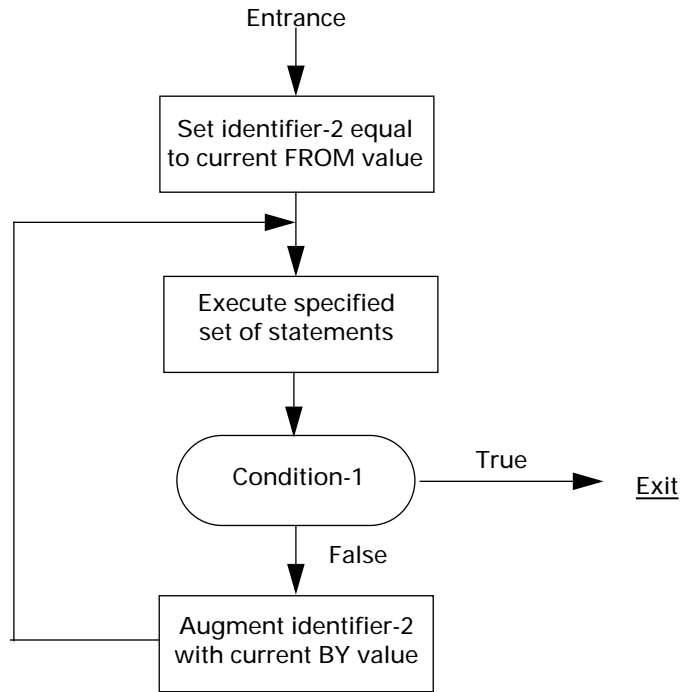 Entrance
Set identifier-2 equal
to current FROM value
Execute specified
set of statements
Condition-1
True
Exit
False
Augment identifier-2
with current BY value